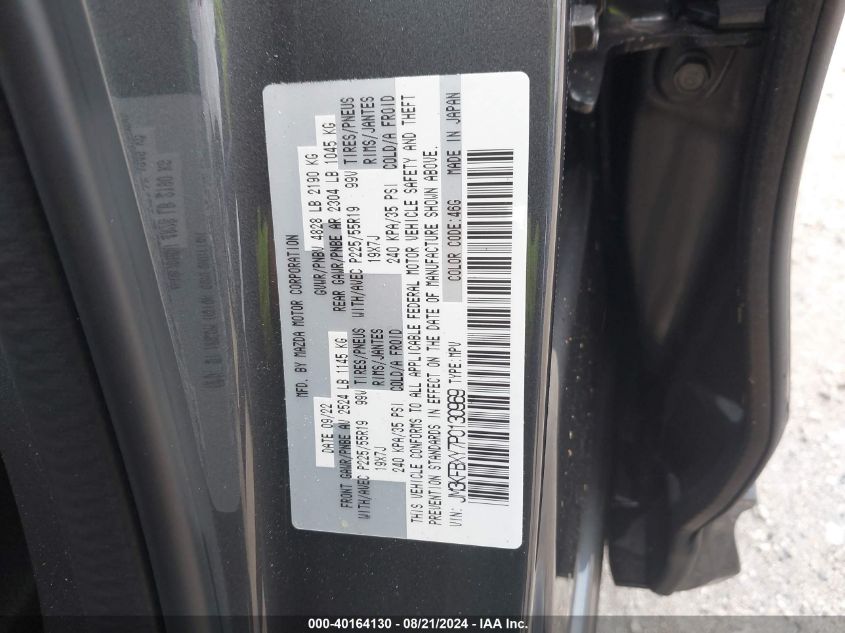 MFD. BY MAZDA MOTOR CORPORATION
DATE 09/22 GVWR/PNBV 4828 LB 2190 KG
FRONT GAWR/PNBE AV 2524 LB 1145 KG REAR GAWR/PNBE AR 2304 LB 1045 KG
WITH/AVEC P225/55R19 99V TIRES/PNEUS WITH/AVEC P225/55R19 99V TIRES/PNEUS
19X7J RIMS/JANTES 19X7J RIMS/JANTES
240 KPA/35 PSI COLD/A FROID 240 KPA/35 PSI COLD/A FROID
THIS VEHICLE CONFORMS TO ALL APPLICABLE FEDERAL MOTOR VEHICLE SAFETY AND THEFT
PREVENTION STANDARDS IN EFFECT ON THE DATE OF MANUFACTURE SHOWN ABOVE.
VIN: JM3KFBXY7P0130969 TYPE:MPV COLOR CODE:46G MADE IN JAPAN
000-40164130 - 08/21/2024 - IAA Inc.